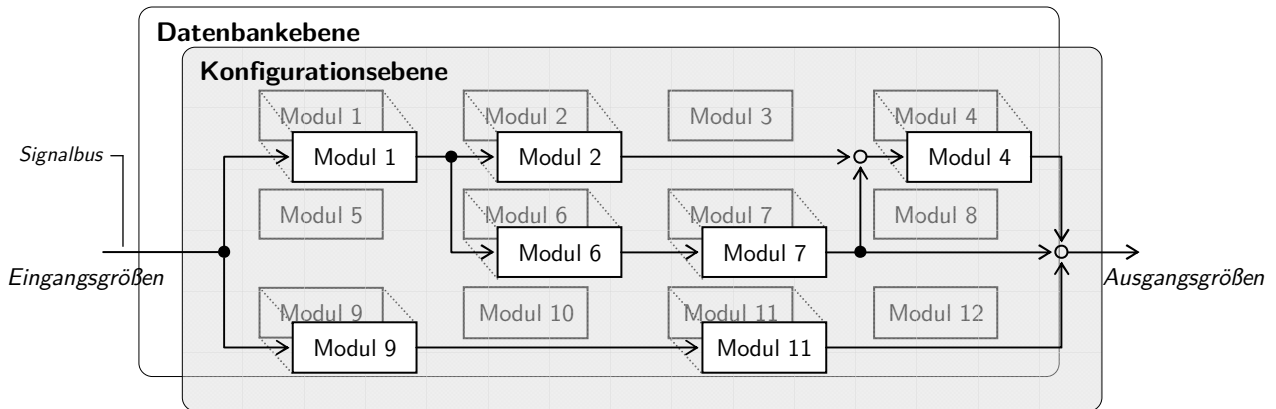 Datenbankebene
Konfigurationsebene
Modul 1
Modul 2
Modul 3
Modul 4
Signalbus
Modul 1
Modul 2
Modul 4
Modul 5
Modul 6
Modul 7
Modul 8
Modul 6
Modul 7
Eingangsgrößen
Ausgangsgrößen
Modul 9
Modul 10
Modul 11
Modul 12
Modul 9
Modul 11